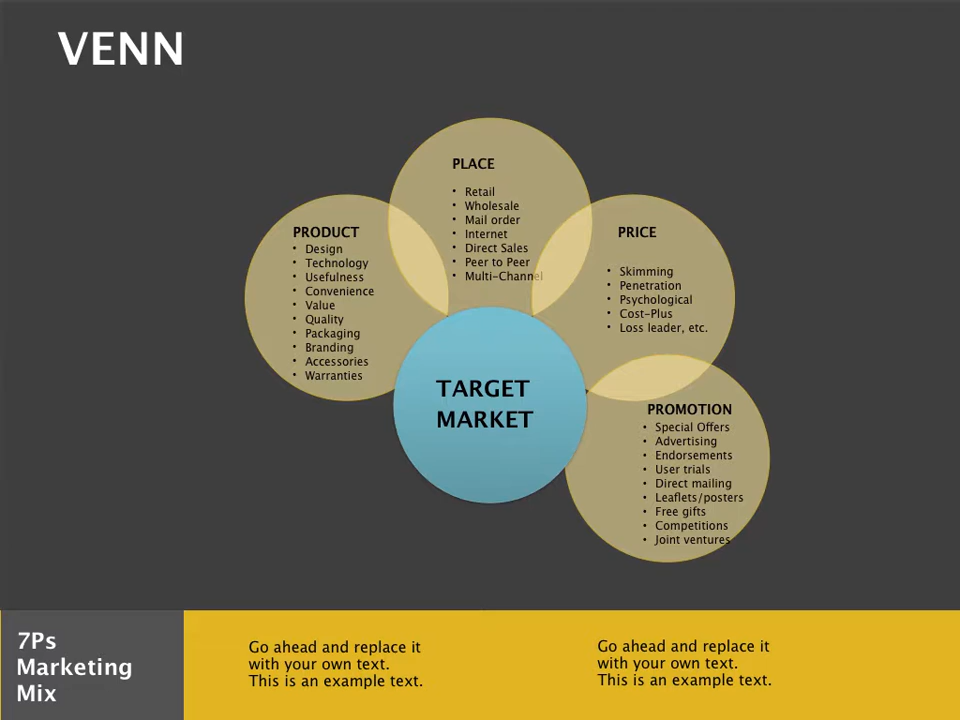 VENN
PLACE
• Retail
• Wholesale
• Mail order
• Internet
• Direct Sales
• Peer to Peer
• Multi-Channel
PRODUCT
• Design
• Technology
• Usefulness
• Convenience
• Value
• Quality
• Packaging
• Branding
• Accessories
• Warranties
PRICE
• Skimming
• Penetration
• Psychological
• Cost-Plus
• Loss leader, etc.
TARGET
MARKET
PROMOTION
• Special Offers
• Advertising
• Endorsements
• User trials
• Direct mailing
• Leaflets/posters
• Free gifts
• Competitions
• Joint ventures
7Ps
Marketing
Mix
Go ahead and replace it
with your own text.
This is an example text.
Go ahead and replace it
with your own text.
This is an example text.